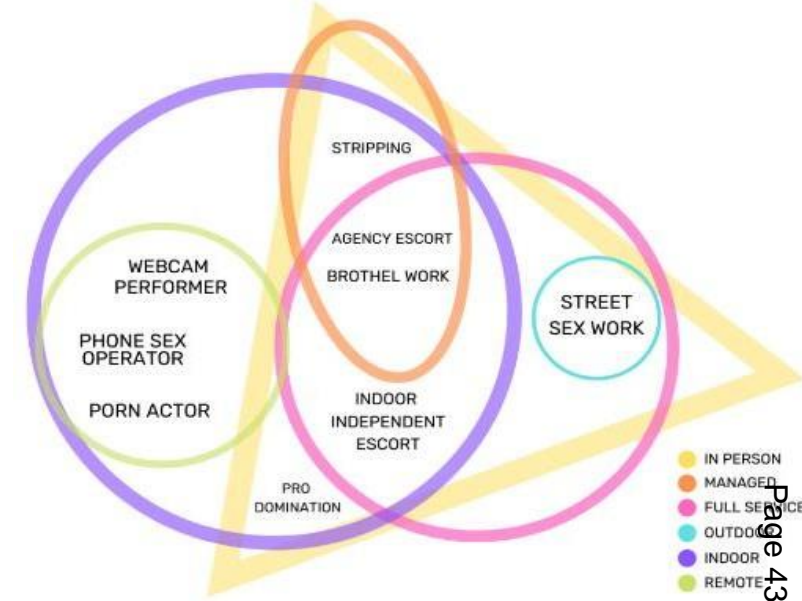 STRIPPING
AGENCY ESCORT
BROTHEL WORK
WEBCAM
PERFORMER
PHONE SEX
OPERATOR
PORN ACTOR
STREET
SEX WORK
INDOOR
INDEPENDENT
ESCORT
PRO
DOMINATION
IN PERSON
MANAGED
FULL SERVICE
OUTDOOR
INDOOR
REMOTE
Page 43